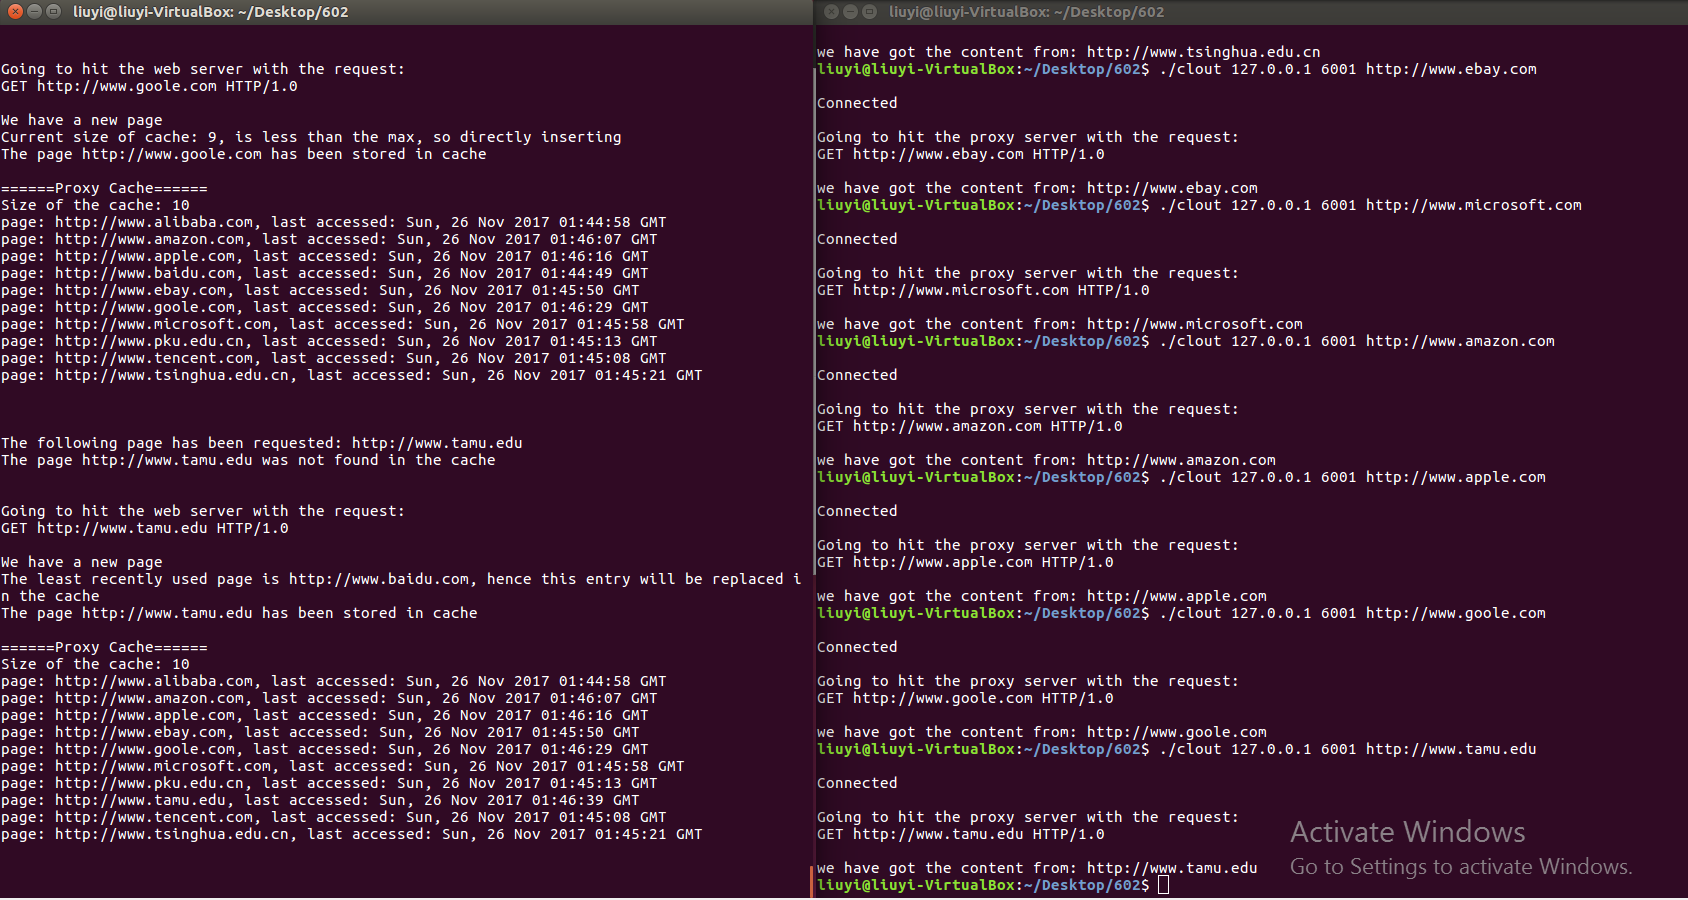 liuyi@liuyi-VirtualBox: ~/Desktop/602
Going to hit the web server with the request:
GET http://www.goole.com HTTP/1.0
We have a new page
Current size of cache: 9, is less than the max, so directly inserting
The page http://www.goole.com has been stored in cache
======Proxy Cache======
Size of the cache: 10
page: http://www.alibaba.com, last accessed: Sun, 26 Nov 2017 01:44:58 GMT
page: http://www.amazon.com, last accessed: Sun, 26 Nov 2017 01:46:07 GMT
page: http://www.apple.com, last accessed: Sun, 26 Nov 2017 01:46:16 GMT
page: http://www.baidu.com, last accessed: Sun, 26 Nov 2017 01:44:49 GMT
page: http://www.ebay.com, last accessed: Sun, 26 Nov 2017 01:45:50 GMT
page: http://www.goole.com, last accessed: Sun, 26 Nov 2017 01:46:29 GMT
page: http://www.microsoft.com, last accessed: Sun, 26 Nov 2017 01:45:58 GMT
page: http://www.pku.edu.cn, last accessed: Sun, 26 Nov 2017 01:45:13 GMT
page: http://www.tencent.com, last accessed: Sun, 26 Nov 2017 01:45:08 GMT
page: http://www.tsinghua.edu.cn, last accessed: Sun, 26 Nov 2017 01:45:21 GMT
The following page has been requested: http://www.tamu.edu
The page http://www.tamu.edu was not found in the cache
Going to hit the web server with the request:
GET http://www.tamu.edu HTTP/1.0
We have a new page
The least recently used page is http://www.baidu.com, hence this entry will be replaced i
n the cache
The page http://www.tamu.edu has been stored in cache
======Proxy Cache======
Size of the cache: 10
page: http://www.alibaba.com, last accessed: Sun, 26 Nov 2017 01:44:58 GMT
page: http://www.amazon.com, last accessed: Sun, 26 Nov 2017 01:46:07 GMT
page: http://www.apple.com, last accessed: Sun, 26 Nov 2017 01:46:16 GMT
page: http://www.ebay.com, last accessed: Sun, 26 Nov 2017 01:45:50 GMT
page: http://www.goole.com, last accessed: Sun, 26 Nov 2017 01:46:29 GMT
page: http://www.microsoft.com, last accessed: Sun, 26 Nov 2017 01:45:58 GMT
page: http://www.pku.edu.cn, last accessed: Sun, 26 Nov 2017 01:45:13 GMT
page: http://www.tamu.edu, last accessed: Sun, 26 Nov 2017 01:46:39 GMT
page: http://www.tencent.com, last accessed: Sun, 26 Nov 2017 01:45:08 GMT
page: http://www.tsinghua.edu.cn, last accessed: Sun, 26 Nov 2017 01:45:21 GMT
liuyi@liuyi-VirtualBox: ~/Desktop/602
we have got the content from: http://www.tsinghua.edu.cn
liuyi@liuyi-VirtualBox:~/Desktop/602$ ./clout 127.0.0.1 6001 http://www.ebay.com
Connected
Going to hit the proxy server with the request:
GET http://www.ebay.com HTTP/1.0
we have got the content from: http://www.ebay.com
liuyi@liuyi-VirtualBox:~/Desktop/602$ ./clout 127.0.0.1 6001 http://www.microsoft.com
Connected
Going to hit the proxy server with the request:
GET http://www.microsoft.com HTTP/1.0
we have got the content from: http://www.microsoft.com
liuyi@liuyi-VirtualBox:~/Desktop/602$ ./clout 127.0.0.1 6001 http://www.amazon.com
Connected
Going to hit the proxy server with the request:
GET http://www.amazon.com HTTP/1.0
we have got the content from: http://www.amazon.com
liuyi@liuyi-VirtualBox:~/Desktop/602$ ./clout 127.0.0.1 6001 http://www.apple.com
Connected
Going to hit the proxy server with the request:
GET http://www.apple.com HTTP/1.0
we have got the content from: http://www.apple.com
liuyi@liuyi-VirtualBox:~/Desktop/602$ ./clout 127.0.0.1 6001 http://www.goole.com
Connected
Going to hit the proxy server with the request:
GET http://www.goole.com HTTP/1.0
we have got the content from: http://www.goole.com
liuyi@liuyi-VirtualBox:~/Desktop/602$ ./clout 127.0.0.1 6001 http://www.tamu.edu
Connected
Going to hit the proxy server with the request:
GET http://www.tamu.edu HTTP/1.0
we have got the content from: http://www.tamu.edu
liuyi@liuyi-VirtualBox:~/Desktop/602$
Activate Windows
Go to Settings to activate Windows.